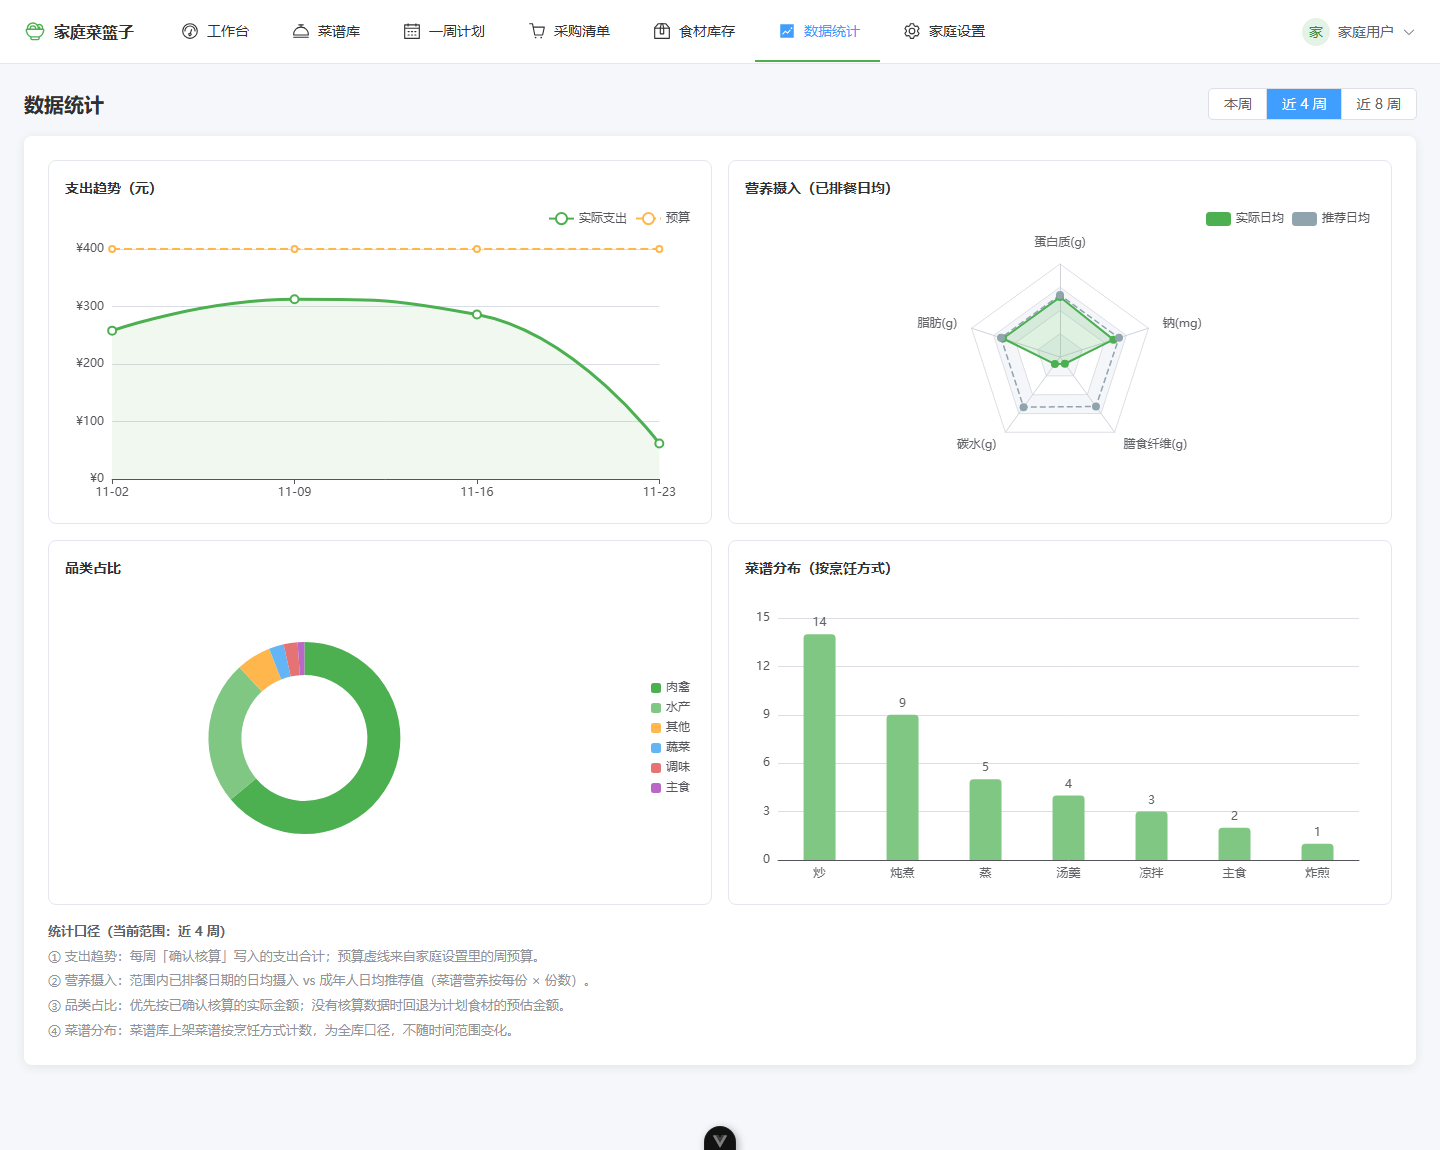 家庭菜篮子
工作台
菜谱库
一周计划
采购清单
食材库存
数据统计
家庭设置
家
家庭用户
数据统计
本周
近 4 周
近 8 周
支出趋势（元）
实际支出
预算
¥400
¥300
¥200
¥100
¥0
11-02
11-09
11-16
11-23
营养摄入（已排餐日均）
实际日均
推荐日均
蛋白质(g)
脂肪(g)
钠(mg)
碳水(g)
膳食纤维(g)
品类占比
肉禽
水产
其他
蔬菜
调味
主食
菜谱分布（按烹饪方式）
15
12
9
6
3
0
14
9
5
4
3
2
1
炒
炖煮
蒸
汤羹
凉拌
主食
炸煎
统计口径（当前范围：近 4 周）
① 支出趋势：每周「确认核算」写入的支出合计；预算虚线来自家庭设置里的周预算。
② 营养摄入：范围内已排餐日期的日均摄入 vs 成年人日均推荐值（菜谱营养按每份 × 份数）。
③ 品类占比：优先按已确认核算的实际金额；没有核算数据时回退为计划食材的预估金额。
④ 菜谱分布：菜谱库上架菜谱按烹饪方式计数，为全库口径，不随时间范围变化。